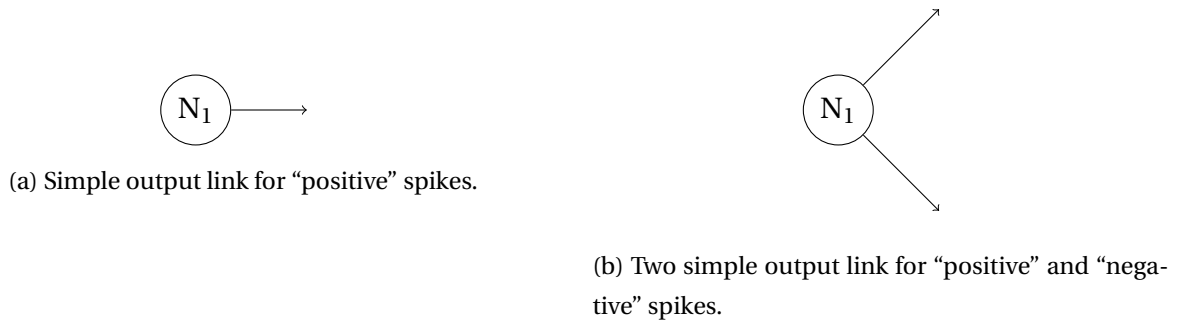 N1
(a) Simple output link for “positive” spikes.
N1
(b) Two simple output link for “positive” and “nega-
tive” spikes.